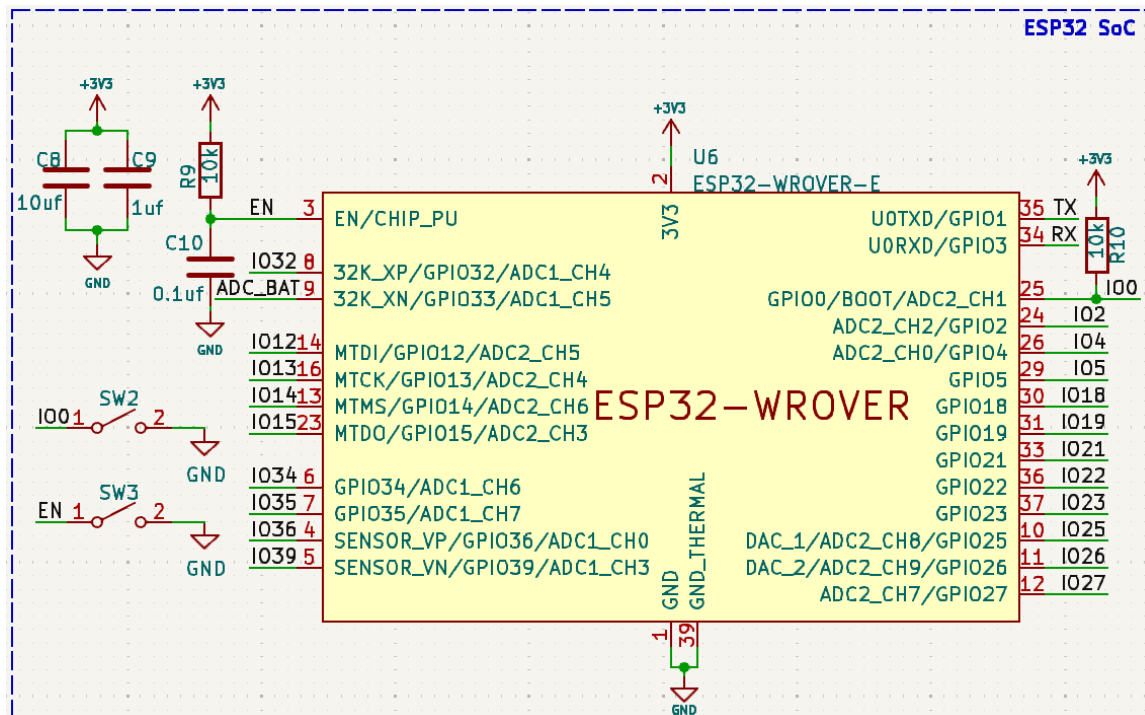 ESP32 SoC
+3V3
+3V3
+3V3
+3V3
C8
C9
10uf
1uf
GND
R9
10k
C10
0.1uf
GND
U6
ESP32-WROVER-E
2
3V3
EN 3 EN/CHIP_PU
IO32 8 32K_XP/GPIO32/ADC1_CH4
ADC_BAT 9 32K_XN/GPIO33/ADC1_CH5
IO12 14 MTDI/GPIO12/ADC2_CH5
IO13 16 MTCK/GPIO13/ADC2_CH4
IO14 13 MTMS/GPIO14/ADC2_CH6
IO15 23 MTDO/GPIO15/ADC2_CH3
IO34 6 GPIO34/ADC1_CH6
IO35 7 GPIO35/ADC1_CH7
IO36 4 SENSOR_VP/GPIO36/ADC1_CH0
IO39 5 SENSOR_VN/GPIO39/ADC1_CH3
ESP32-WROVER
U0TXD/GPIO1 35 TX
U0RXD/GPIO3 34 RX
10k
R10
GPIO0/BOOT/ADC2_CH1 25 IO0
ADC2_CH2/GPIO2 24 IO2
ADC2_CH0/GPIO4 26 IO4
GPIO5 29 IO5
GPIO18 30 IO18
GPIO19 31 IO19
GPIO21 33 IO21
GPIO22 36 IO22
GPIO23 37 IO23
DAC_1/ADC2_CH8/GPIO25 10 IO25
DAC_2/ADC2_CH9/GPIO26 11 IO26
ADC2_CH7/GPIO27 12 IO27
GND
GND_THERMAL
1
39
GND
SW2
IO0 1 2
GND
SW3
EN 1 2
GND